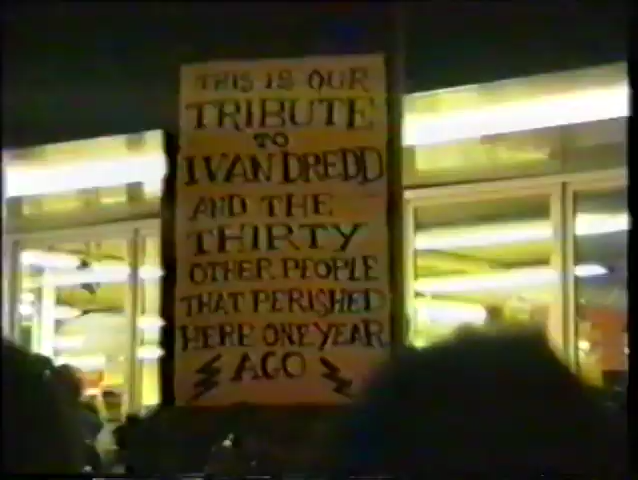 THIS IS OUR
TRIBUTE
TO
IVAN DREDD
AND THE
THIRTY
OTHER PEOPLE
THAT PERISHED
HERE ONE YEAR
AGO